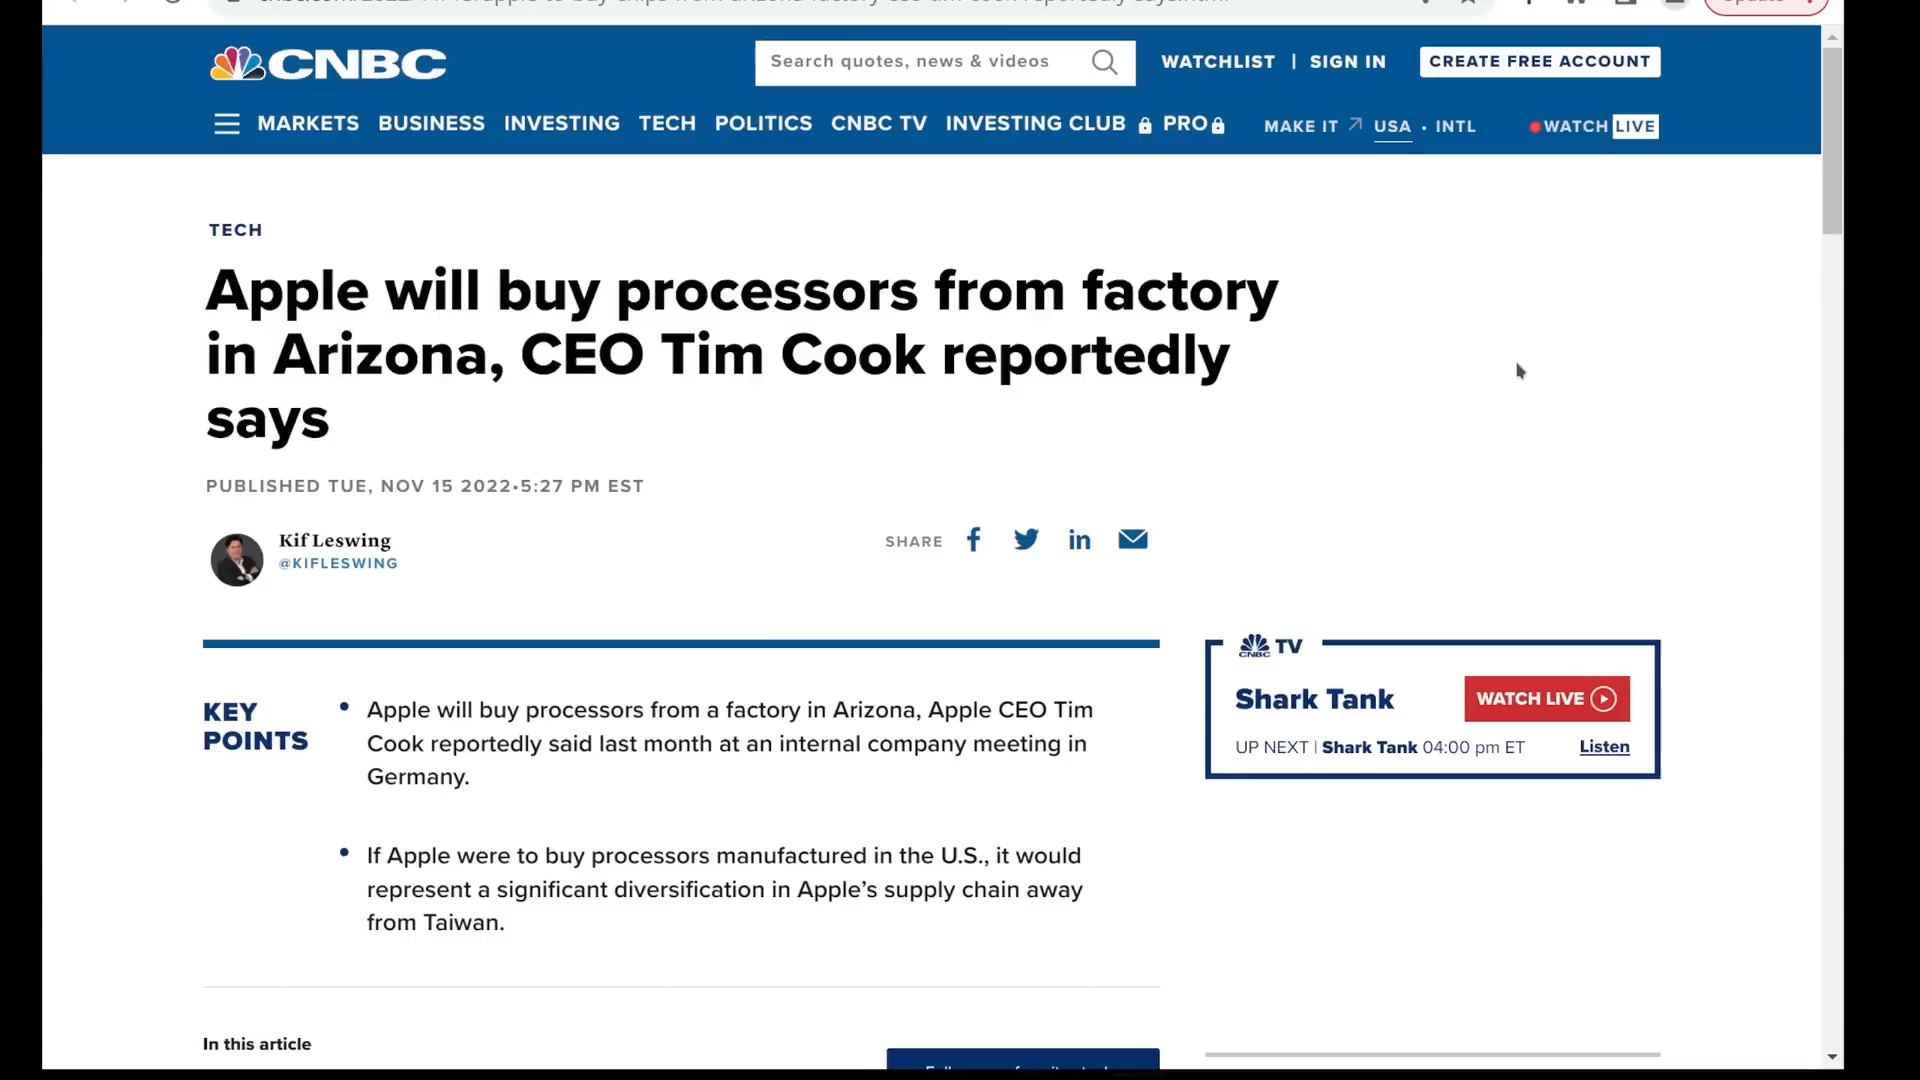 CNBC
Search quotes, news & videos
WATCHLIST | SIGN IN
CREATE FREE ACCOUNT
MARKETS BUSINESS INVESTING TECH POLITICS CNBC TV INVESTING CLUB PRO
MAKE IT USA • INTL
WATCH LIVE
TECH
Apple will buy processors from factory
in Arizona, CEO Tim Cook reportedly
says
PUBLISHED TUE, NOV 15 2022•5:27 PM EST
Kif Leswing
@KIFLESWING
SHARE
KEY
POINTS
• Apple will buy processors from a factory in Arizona, Apple CEO Tim
Cook reportedly said last month at an internal company meeting in
Germany.
• If Apple were to buy processors manufactured in the U.S., it would
represent a significant diversification in Apple’s supply chain away
from Taiwan.
CNBC TV
Shark Tank
WATCH LIVE
UP NEXT | Shark Tank 04:00 pm ET
Listen
In this article